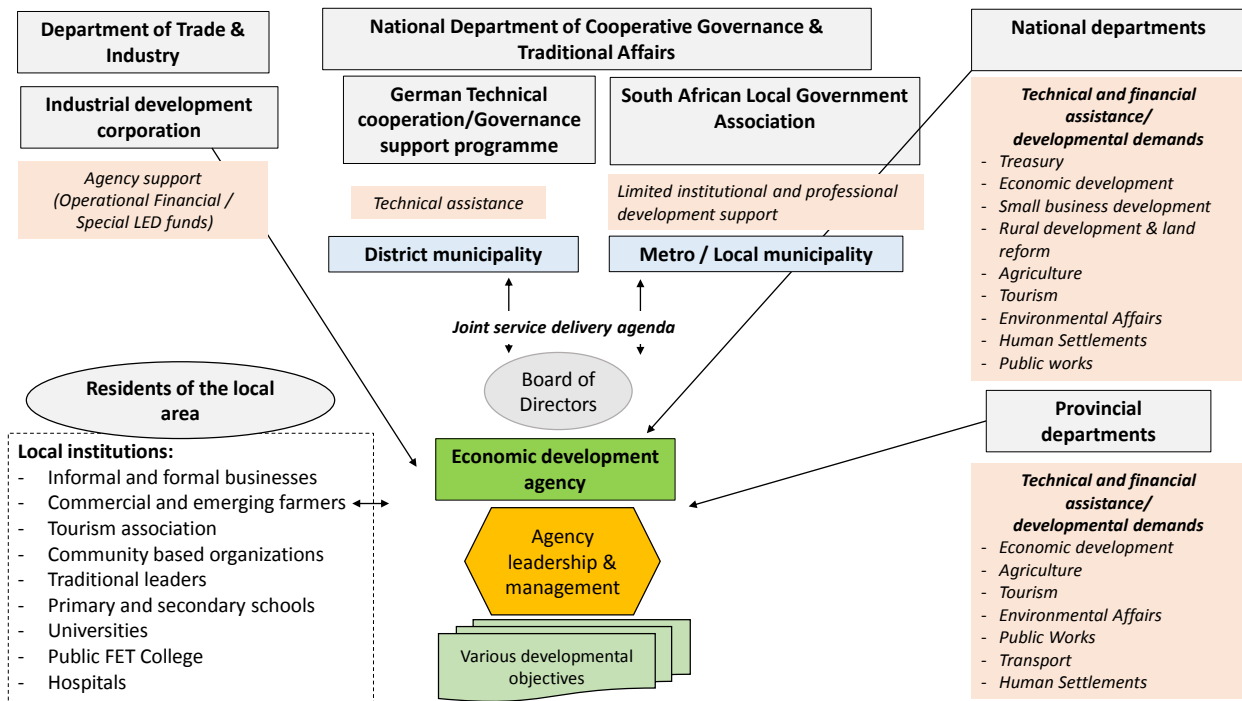 Department of Trade &
Industry
National Department of Cooperative Governance &
Traditional Affairs
National departments
Industrial development
corporation
German Technical
cooperation/Governance
support programme
South African Local Government
Association
Agency support
(Operational Financial /
Special LED funds)
Technical assistance
Limited institutional and professional
development support
District municipality
Metro / Local municipality
Joint service delivery agenda
Board of
Directors
Economic development
agency
Agency
leadership &
management
Various developmental
objectives
Residents of the local
area
Local institutions:
- Informal and formal businesses
- Commercial and emerging farmers
- Tourism association
- Community based organizations
- Traditional leaders
- Primary and secondary schools
- Universities
- Public FET College
- Hospitals
Technical and financial
assistance/
developmental demands
- Treasury
- Economic development
- Small business development
- Rural development & land
reform
- Agriculture
- Tourism
- Environmental Affairs
- Human Settlements
- Public works
Provincial
departments
Technical and financial
assistance/
developmental demands
- Economic development
- Agriculture
- Tourism
- Environmental Affairs
- Public Works
- Transport
- Human Settlements